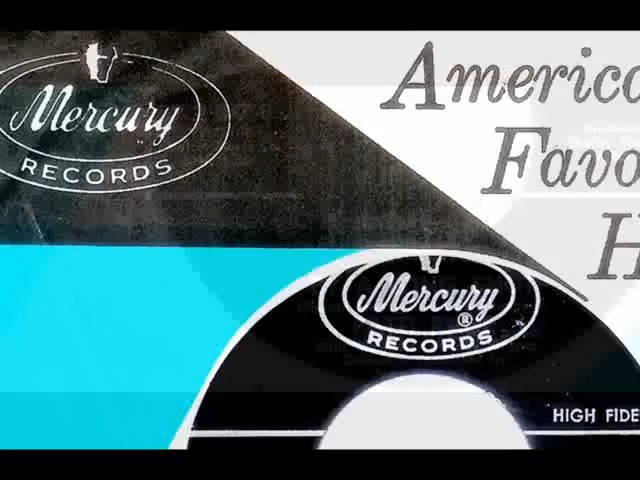 Mercury
RECORDS
America
Favo
H
Mercury
®
RECORDS
HIGH FIDE